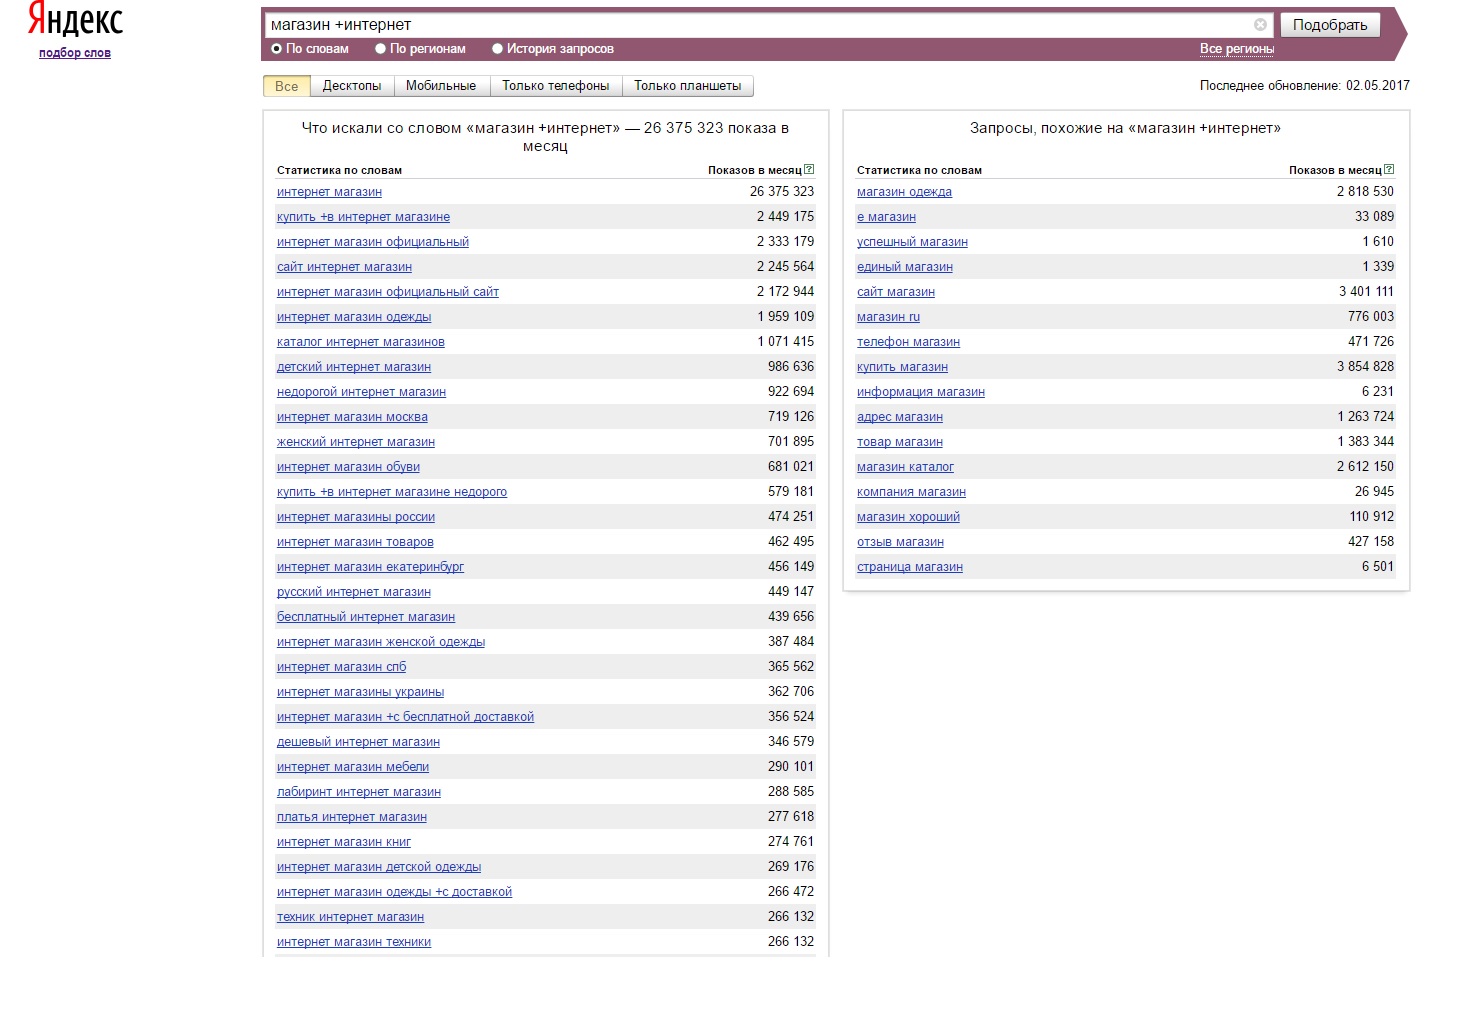 Яндекс
подбор слов
магазин +интернет
Подобрать
По словам По регионам История запросов Все регионы
Все Десктопы Мобильные Только телефоны Только планшеты
Последнее обновление: 02.05.2017
Что искали со словом «магазин +интернет» — 26 375 323 показа в
месяц
Статистика по словам Показов в месяц ?
интернет магазин 26 375 323
купить +в интернет магазине 2 449 175
интернет магазин официальный 2 333 179
сайт интернет магазин 2 245 564
интернет магазин официальный сайт 2 172 944
интернет магазин одежды 1 959 109
каталог интернет магазинов 1 071 415
детский интернет магазин 986 636
недорогой интернет магазин 922 694
интернет магазин москва 719 126
женский интернет магазин 701 895
интернет магазин обуви 681 021
купить +в интернет магазине недорого 579 181
интернет магазины россии 474 251
интернет магазин товаров 462 495
интернет магазин екатеринбург 456 149
русский интернет магазин 449 147
бесплатный интернет магазин 439 656
интернет магазин женской одежды 387 484
интернет магазин спб 365 562
интернет магазины украины 362 706
интернет магазин +с бесплатной доставкой 356 524
дешевый интернет магазин 346 579
интернет магазин мебели 290 101
лабиринт интернет магазин 288 585
платья интернет магазин 277 618
интернет магазин книг 274 761
интернет магазин детской одежды 269 176
интернет магазин одежды +с доставкой 266 472
техник интернет магазин 266 132
интернет магазин техники 266 132
Запросы, похожие на «магазин +интернет»
Статистика по словам Показов в месяц ?
магазин одежда 2 818 530
е магазин 33 089
успешный магазин 1 610
единый магазин 1 339
сайт магазин 3 401 111
магазин ru 776 003
телефон магазин 471 726
купить магазин 3 854 828
информация магазин 6 231
адрес магазин 1 263 724
товар магазин 1 383 344
магазин каталог 2 612 150
компания магазин 26 945
магазин хороший 110 912
отзыв магазин 427 158
страница магазин 6 501